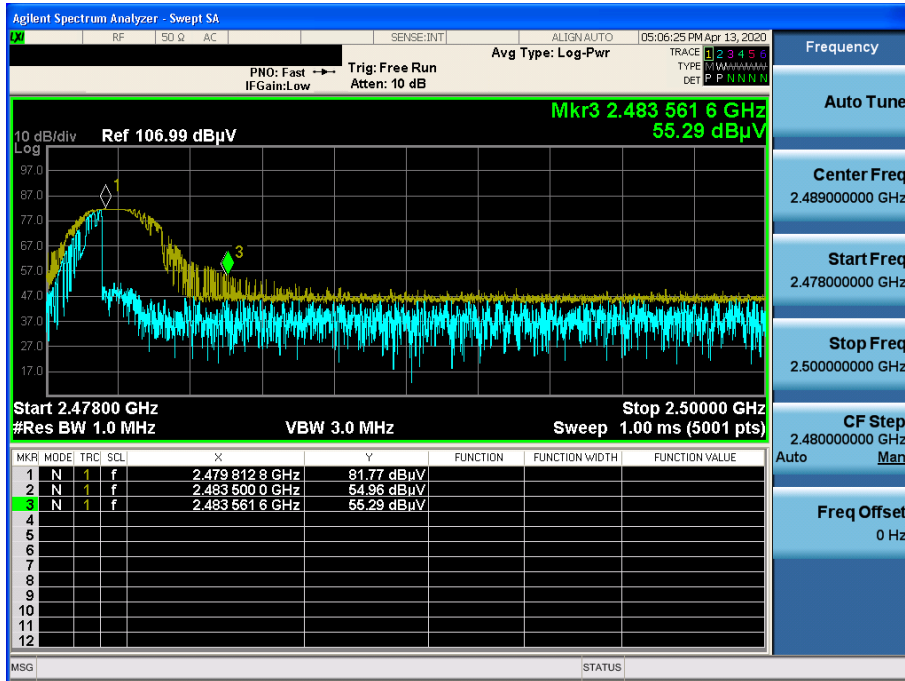 Agilent Spectrum Analyzer - Swept SA
LXI RF 50 Ω AC SENSE:INT ALIGN AUTO 05:06:25 PM Apr 13, 2020
Avg Type: Log-Pwr TRACE 1 2 3 4 5 6
PNO: Fast Trig: Free Run TYPE MWWWWW
IFGain:Low Atten: 10 dB DET P P N N N N
Mkr3 2.483 561 6 GHz
55.29 dBµV
10 dB/div Ref 106.99 dBµV
Log
97.0
87.0
77.0
67.0
57.0
47.0
37.0
27.0
17.0
1
3
Start 2.47800 GHz Stop 2.50000 GHz
#Res BW 1.0 MHz VBW 3.0 MHz Sweep 1.00 ms (5001 pts)
MKR MODE TRC SCL X Y FUNCTION FUNCTION WIDTH FUNCTION VALUE
1 N 1 f 2.479 812 8 GHz 81.77 dBµV
2 N 1 f 2.483 500 0 GHz 54.96 dBµV
3 N 1 f 2.483 561 6 GHz 55.29 dBµV
4
5
6
7
8
9
10
11
12
MSG STATUS
Frequency
Auto Tune
Center Freq
2.489000000 GHz
Start Freq
2.478000000 GHz
Stop Freq
2.500000000 GHz
CF Step
2.480000000 GHz
Auto Man
Freq Offset
0 Hz